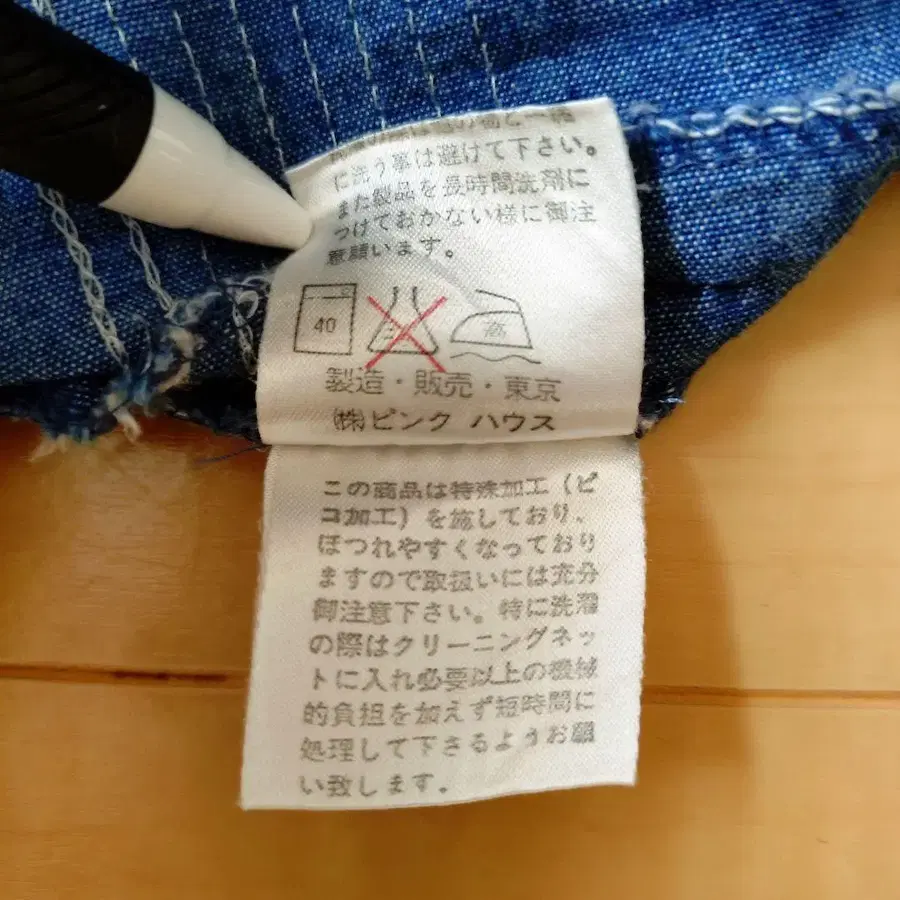 に洗う事は避けて下さい。
また製品を長時間洗剤に
つけておかない様に御注
意願います。
40 高
製造・販売・東京
㈱ピンク ハウス
この商品は特殊加工(ピ
コ加工)を施しており、
ほつれやすくなっており
ますので取扱いには充分
御注意下さい。特に洗濯
の際はクリーニングネッ
トに入れ必要以上の機械
的負担を加えず短時間に
処理して下さるようお願
い致します。